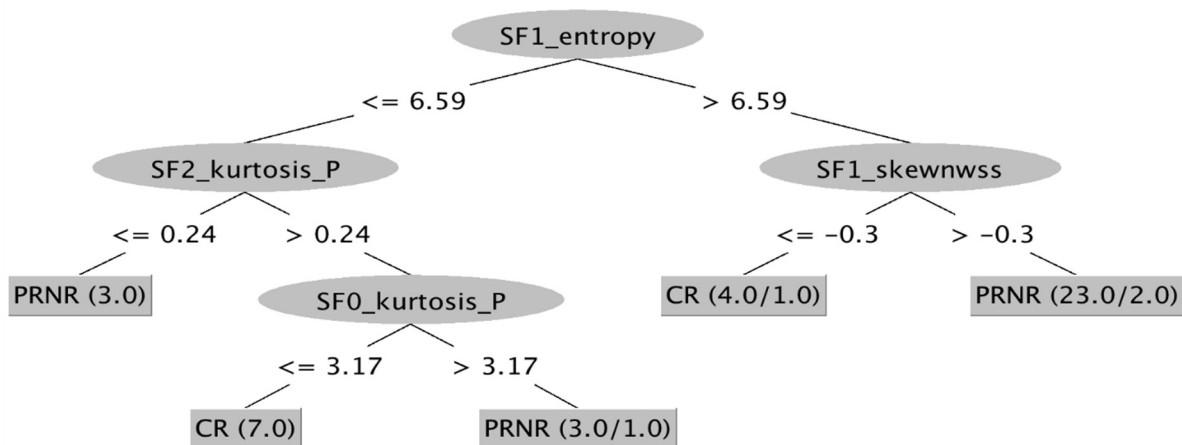 SF1_entropy
<= 6.59 > 6.59
SF2_kurtosis_P SF1_skewnwss
<= 0.24 > 0.24 <= −0.3 > −0.3
PRNR (3.0) SF0_kurtosis_P CR (4.0/1.0) PRNR (23.0/2.0)
<= 3.17 > 3.17
CR (7.0) PRNR (3.0/1.0)